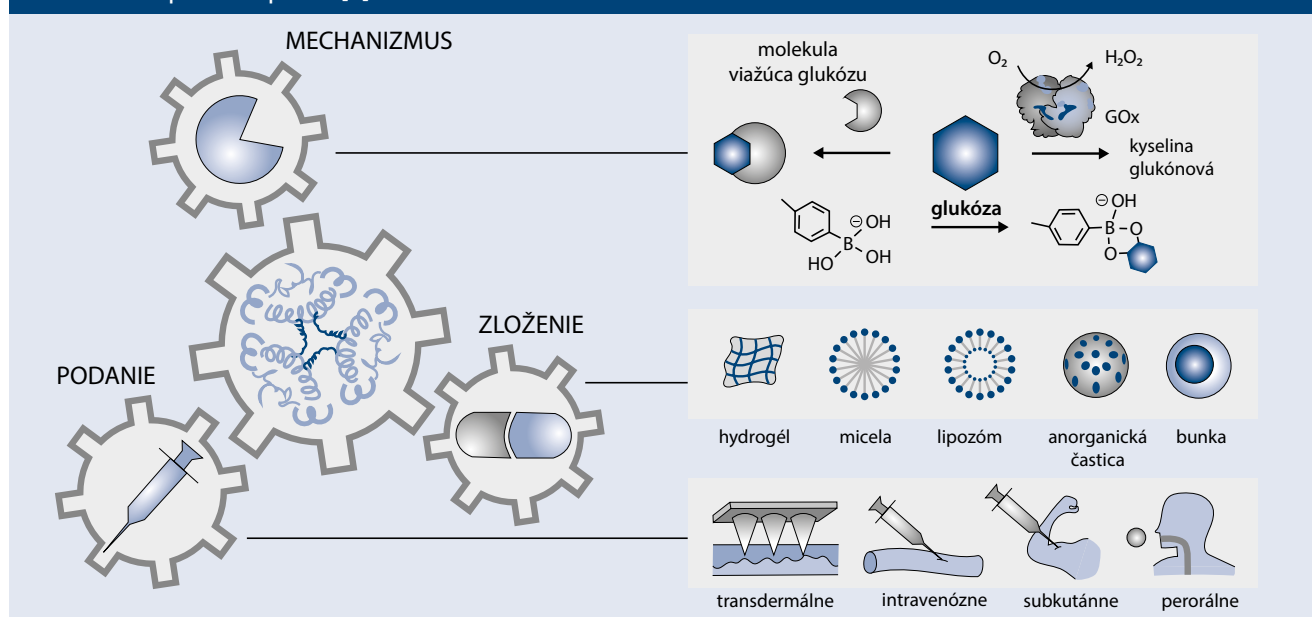 MECHANIZMUS
molekula
viažúca glukózu
O₂
H₂O₂
GOx
kyselina
glukónová
glukóza
⊖
OH
B
OH
HO
OH
⊖
OH
B
O
O
ZLOŽENIE
PODANIE
hydrogél
micela
lipozóm
anorganická
častica
bunka
transdermálne
intravenózne
subkutánne
perorálne